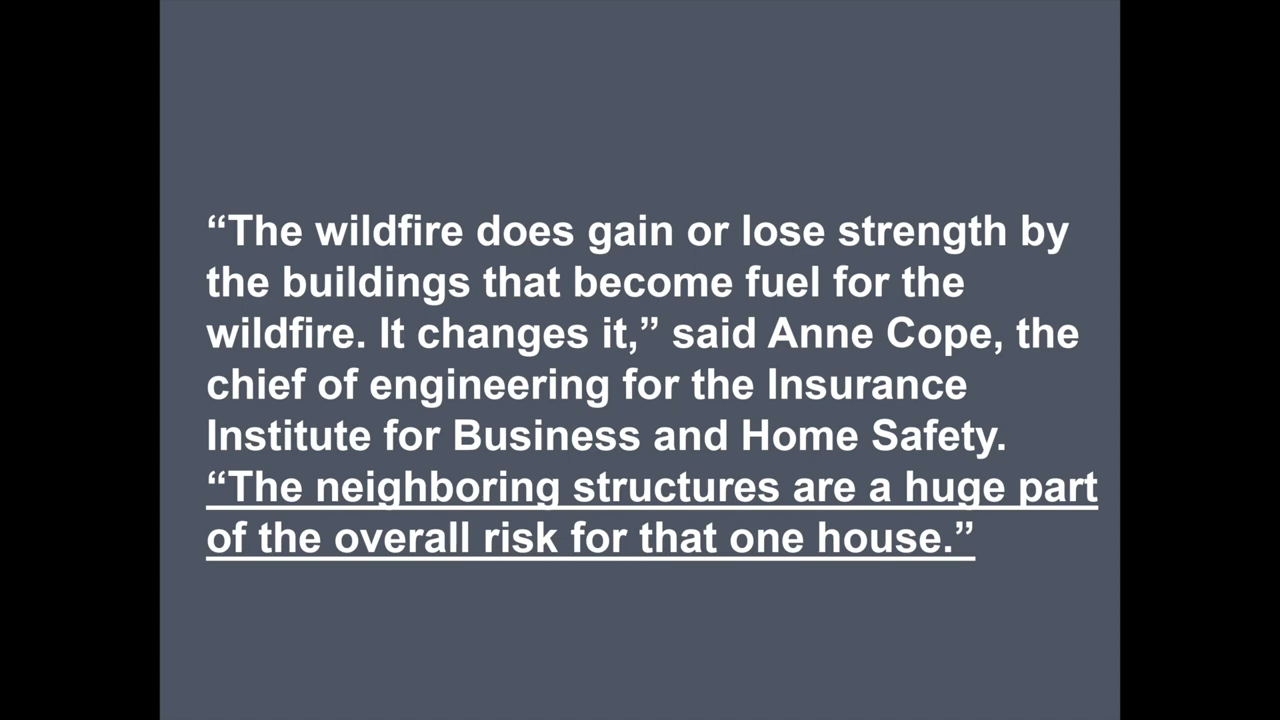 “The wildfire does gain or lose strength by
the buildings that become fuel for the
wildfire. It changes it,” said Anne Cope, the
chief of engineering for the Insurance
Institute for Business and Home Safety.
“The neighboring structures are a huge part
of the overall risk for that one house.”